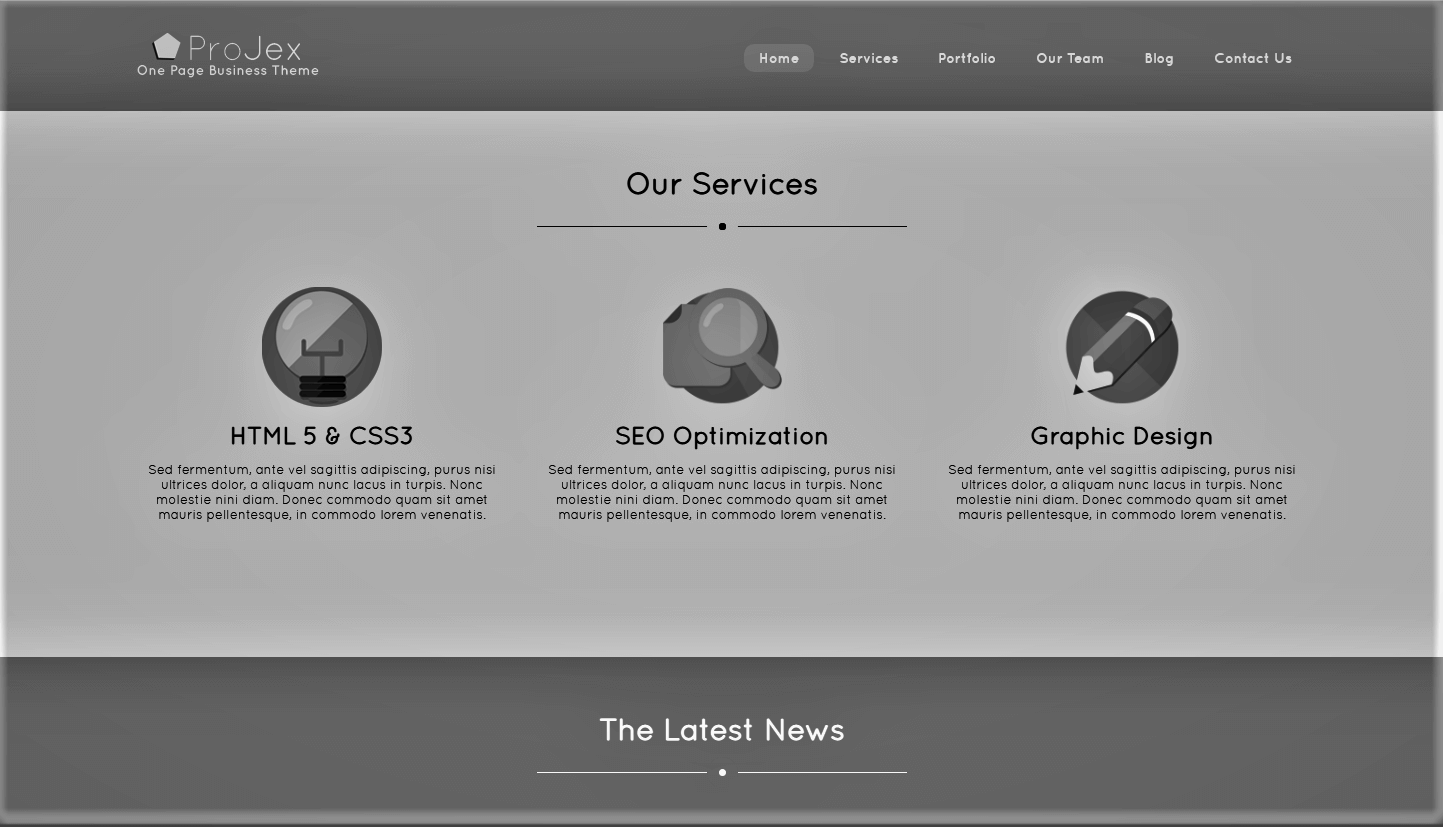 ProJex
One Page Business Theme
Home Services Portfolio Our Team Blog Contact Us
Our Services
HTML 5 & CSS3
Sed fermentum, ante vel sagittis adipiscing, purus nisi
ultrices dolor, a aliquam nunc lacus in turpis. Nonc
molestie nini diam. Donec commodo quam sit amet
mauris pellentesque, in commodo lorem venenatis.
SEO Optimization
Sed fermentum, ante vel sagittis adipiscing, purus nisi
ultrices dolor, a aliquam nunc lacus in turpis. Nonc
molestie nini diam. Donec commodo quam sit amet
mauris pellentesque, in commodo lorem venenatis.
Graphic Design
Sed fermentum, ante vel sagittis adipiscing, purus nisi
ultrices dolor, a aliquam nunc lacus in turpis. Nonc
molestie nini diam. Donec commodo quam sit amet
mauris pellentesque, in commodo lorem venenatis.
The Latest News